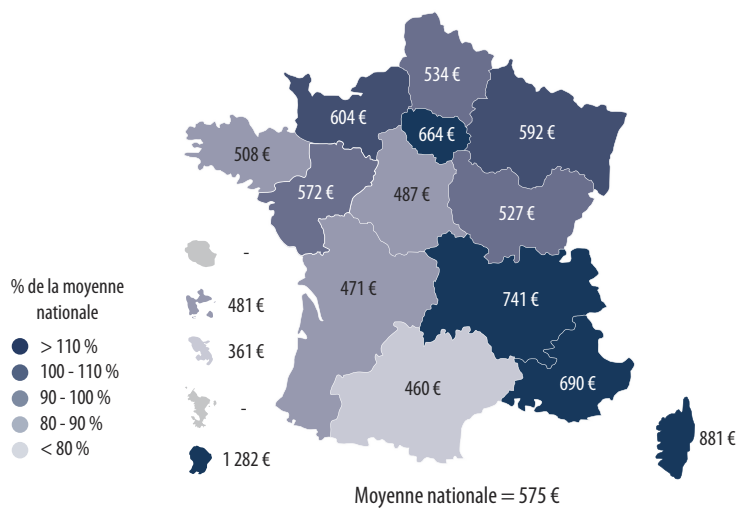 534 €
604 €
664 €
592 €
508 €
572 €
487 €
527 €
-
471 €
741 €
481 €
361 €
460 €
690 €
-
1 282 €
881 €
% de la moyenne
nationale
> 110 %
100 - 110 %
90 - 100 %
80 - 90 %
< 80 %
Moyenne nationale = 575 €